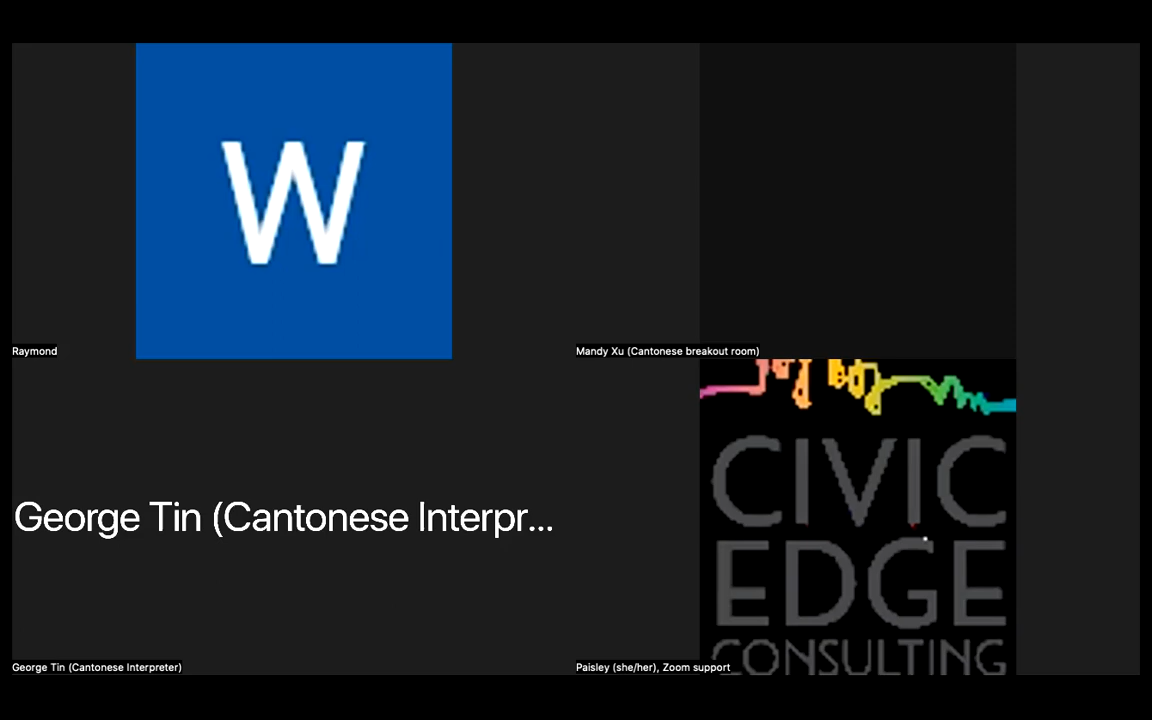 W
Raymond
Mandy Xu (Cantonese breakout room)
George Tin (Cantonese Interpr...
George Tin (Cantonese Interpreter)
CIVIC
EDGE
CONSULTING
Paisley (she/her), Zoom support